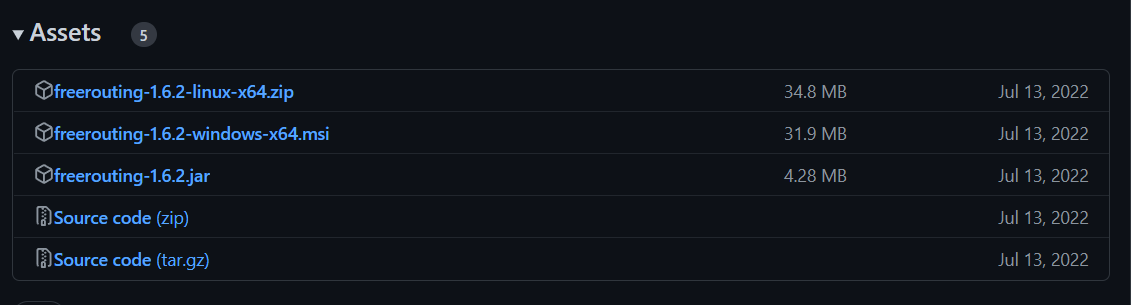 Assets 5
freerouting-1.6.2-linux-x64.zip 34.8 MB Jul 13, 2022
freerouting-1.6.2-windows-x64.msi 31.9 MB Jul 13, 2022
freerouting-1.6.2.jar 4.28 MB Jul 13, 2022
Source code (zip) Jul 13, 2022
Source code (tar.gz) Jul 13, 2022